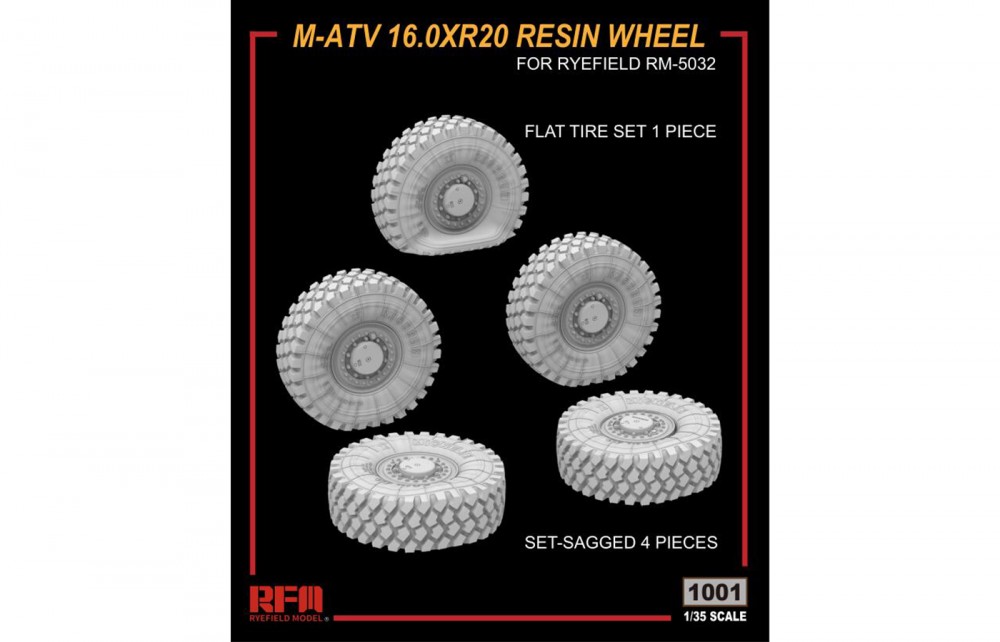 M-ATV 16.0XR20 RESIN WHEEL
FOR RYEFIELD RM-5032
FLAT TIRE SET 1 PIECE
SET-SAGGED 4 PIECES
RFM
RYEFIELD MODEL ®
1001
1/35 SCALE